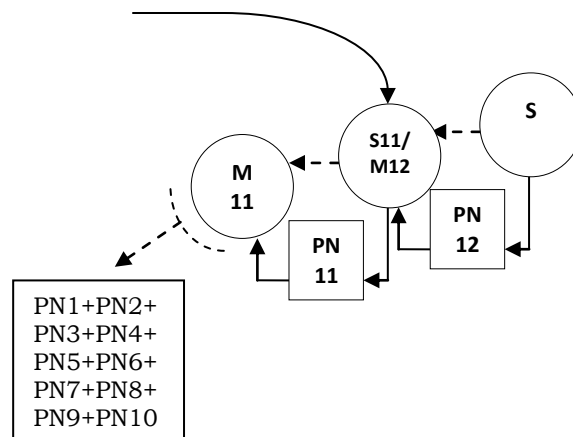 S
S11/
M12
M
11
PN
12
PN
11
PN1+PN2+
PN3+PN4+
PN5+PN6+
PN7+PN8+
PN9+PN10